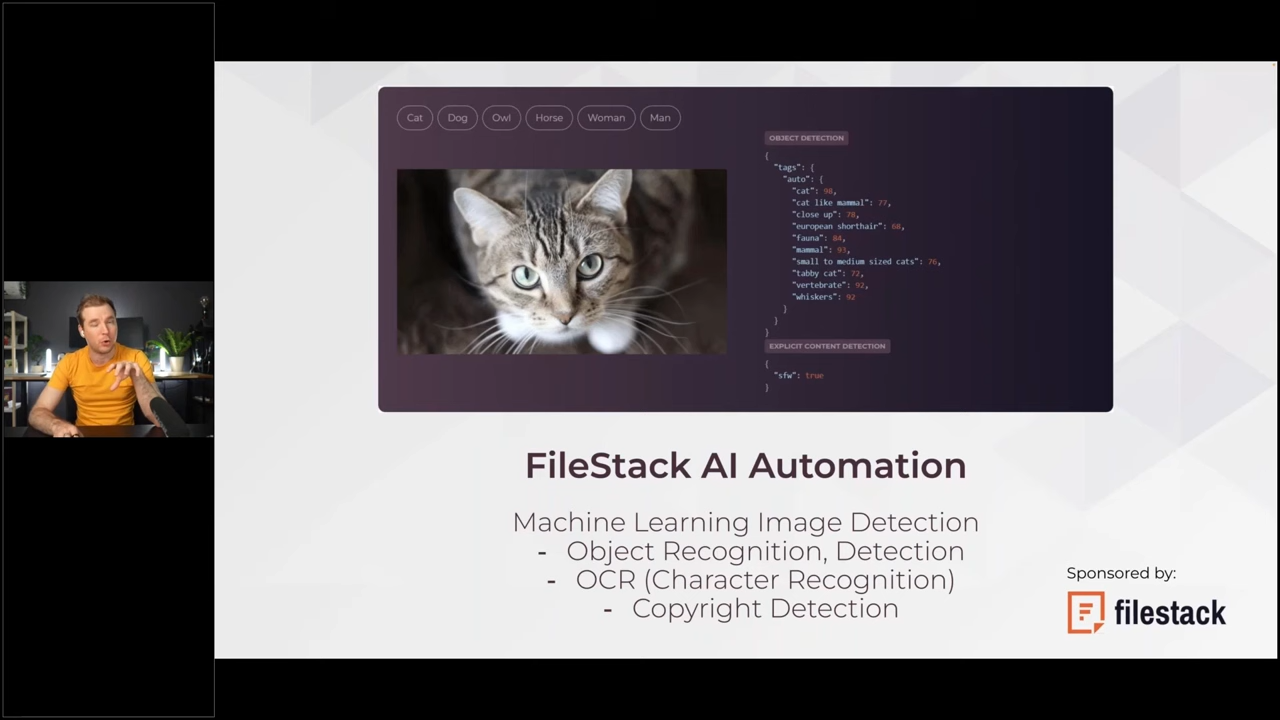 Cat Dog Owl Horse Woman Man
OBJECT DETECTION
{
"tags": {
"auto": {
"cat": 98,
"cat like mammal": 77,
"close up": 78,
"european shorthair": 68,
"fauna": 84,
"mammal": 93,
"small to medium sized cats": 76,
"tabby cat": 72,
"vertebrate": 92,
"whiskers": 92
}
}
}
EXPLICIT CONTENT DETECTION
{
"sfw": true
}
FileStack AI Automation
Machine Learning Image Detection
- Object Recognition, Detection
- OCR (Character Recognition)
- Copyright Detection
Sponsored by:
filestack